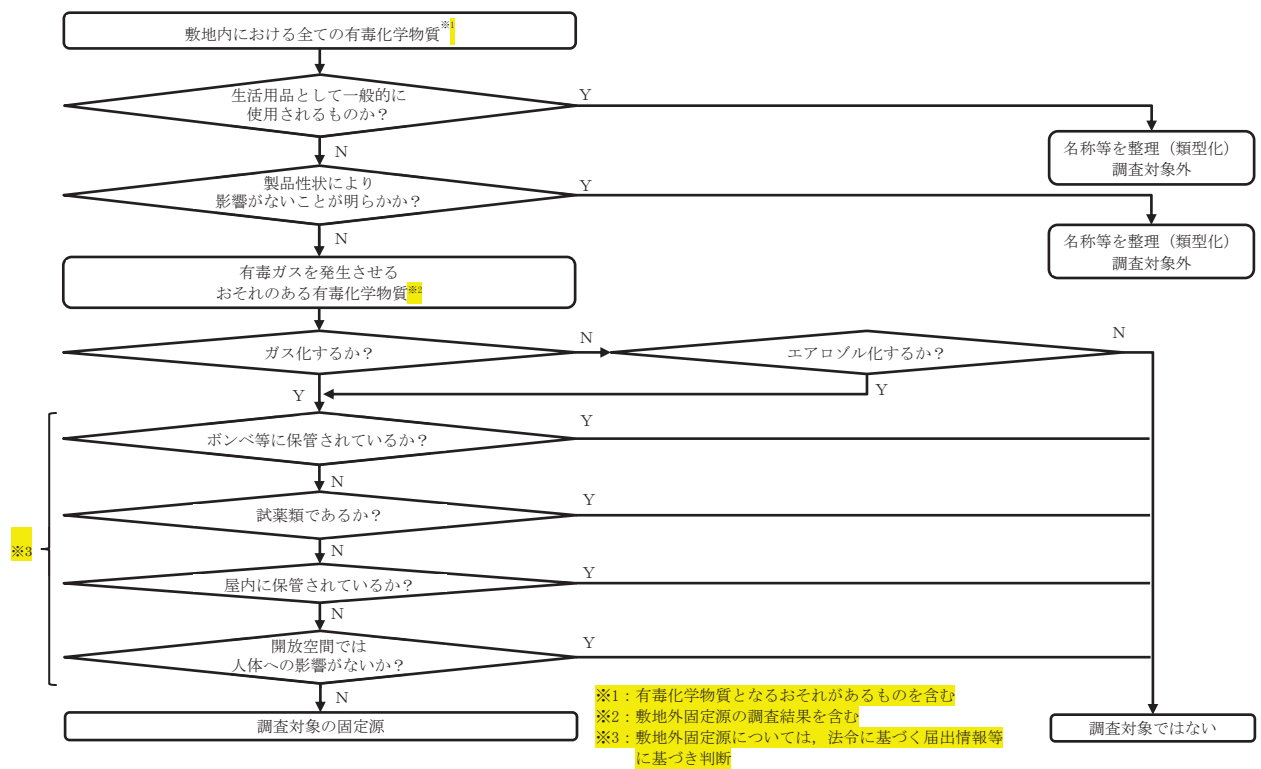 敷地内における全ての有毒化学物質※1
生活用品として一般的に
使用されるものか？
Y
N
名称等を整理（類型化）
調査対象外
製品性状により
影響がないことが明らかか？
Y
N
名称等を整理（類型化）
調査対象外
有毒ガスを発生させる
おそれのある有毒化学物質※2
ガス化するか？
N
エアロゾル化するか？
N
Y
Y
ボンベ等に保管されているか？
Y
N
試薬類であるか？
Y
N
※3
屋内に保管されているか？
Y
N
開放空間では
人体への影響がないか？
Y
N
調査対象の固定源
調査対象ではない
※1：有毒化学物質となるおそれがあるものを含む
※2：敷地外固定源の調査結果を含む
※3：敷地外固定源については，法令に基づく届出情報等
に基づき判断